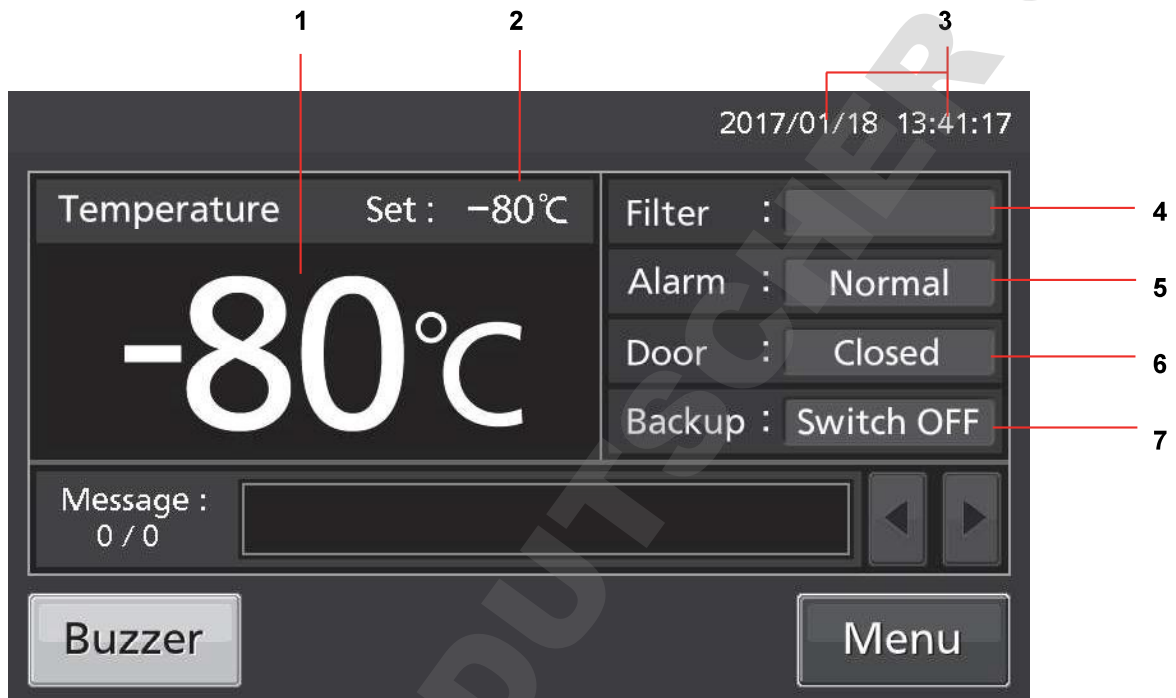 1 2 3
2017/01/18 13:41:17
Temperature Set : −80℃
-80℃
Filter : 4
Alarm : Normal 5
Door : Closed 6
Backup : Switch OFF 7
Message :
0 / 0
Buzzer Menu
DUTSCHER